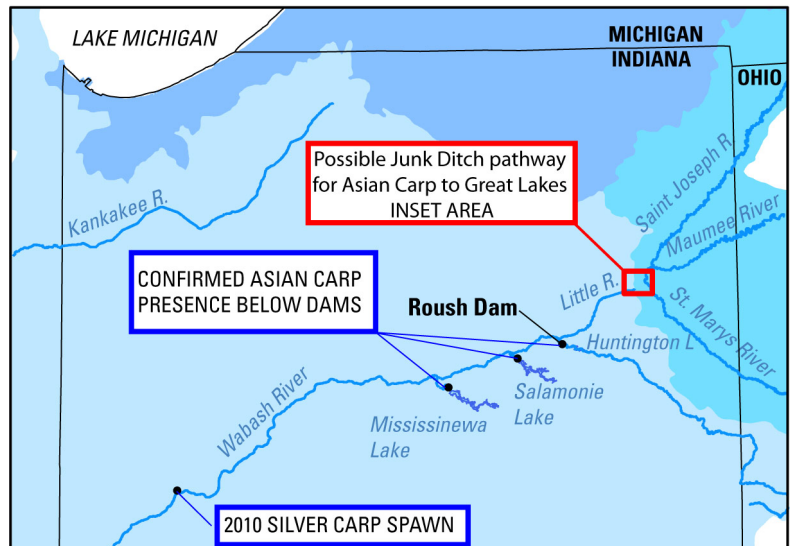 LAKE MICHIGAN
MICHIGAN
INDIANA
OHIO
Possible Junk Ditch pathway
for Asian Carp to Great Lakes
INSET AREA
Saint Joseph R.
Maumee River
Kankakee R.
CONFIRMED ASIAN CARP
PRESENCE BELOW DAMS
Little R.
Roush Dam
St. Marys River
Huntington L
Salamonie
Lake
Wabash River
Mississinewa
Lake
2010 SILVER CARP SPAWN